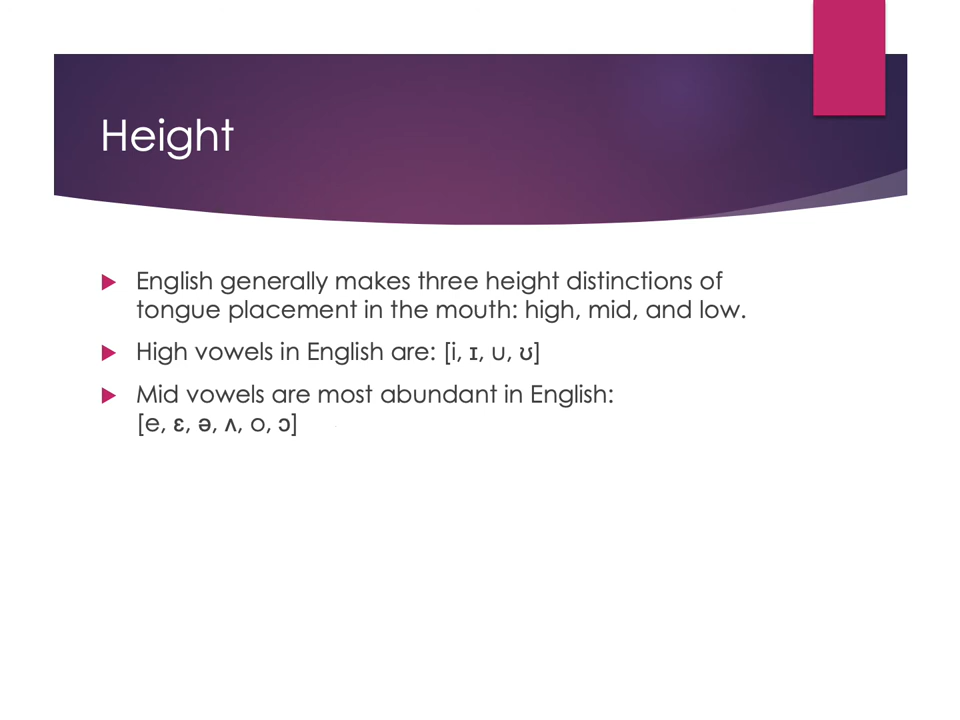 Height
English generally makes three height distinctions of
tongue placement in the mouth: high, mid, and low.
High vowels in English are: [i, ɪ, u, ʊ]
Mid vowels are most abundant in English:
[e, ɛ, ə, ʌ, o, ɔ]